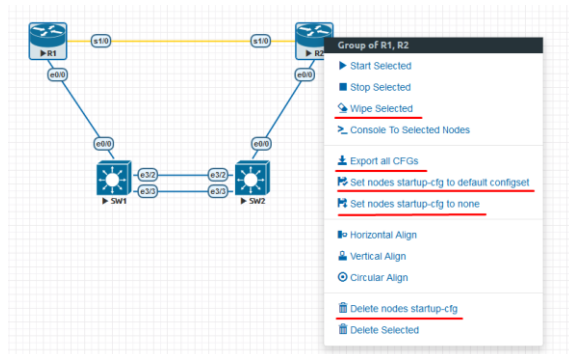 s1/0
s1/0
R1
R2
e0/0
e0/0
e0/0
e0/0
e3/2
e3/2
e3/3
e3/3
SW1
SW2
Group of R1, R2
Start Selected
Stop Selected
Wipe Selected
Console To Selected Nodes
Export all CFGs
Set nodes startup-cfg to default configset
Set nodes startup-cfg to none
Horizontal Align
Vertical Align
Circular Align
Delete nodes startup-cfg
Delete Selected